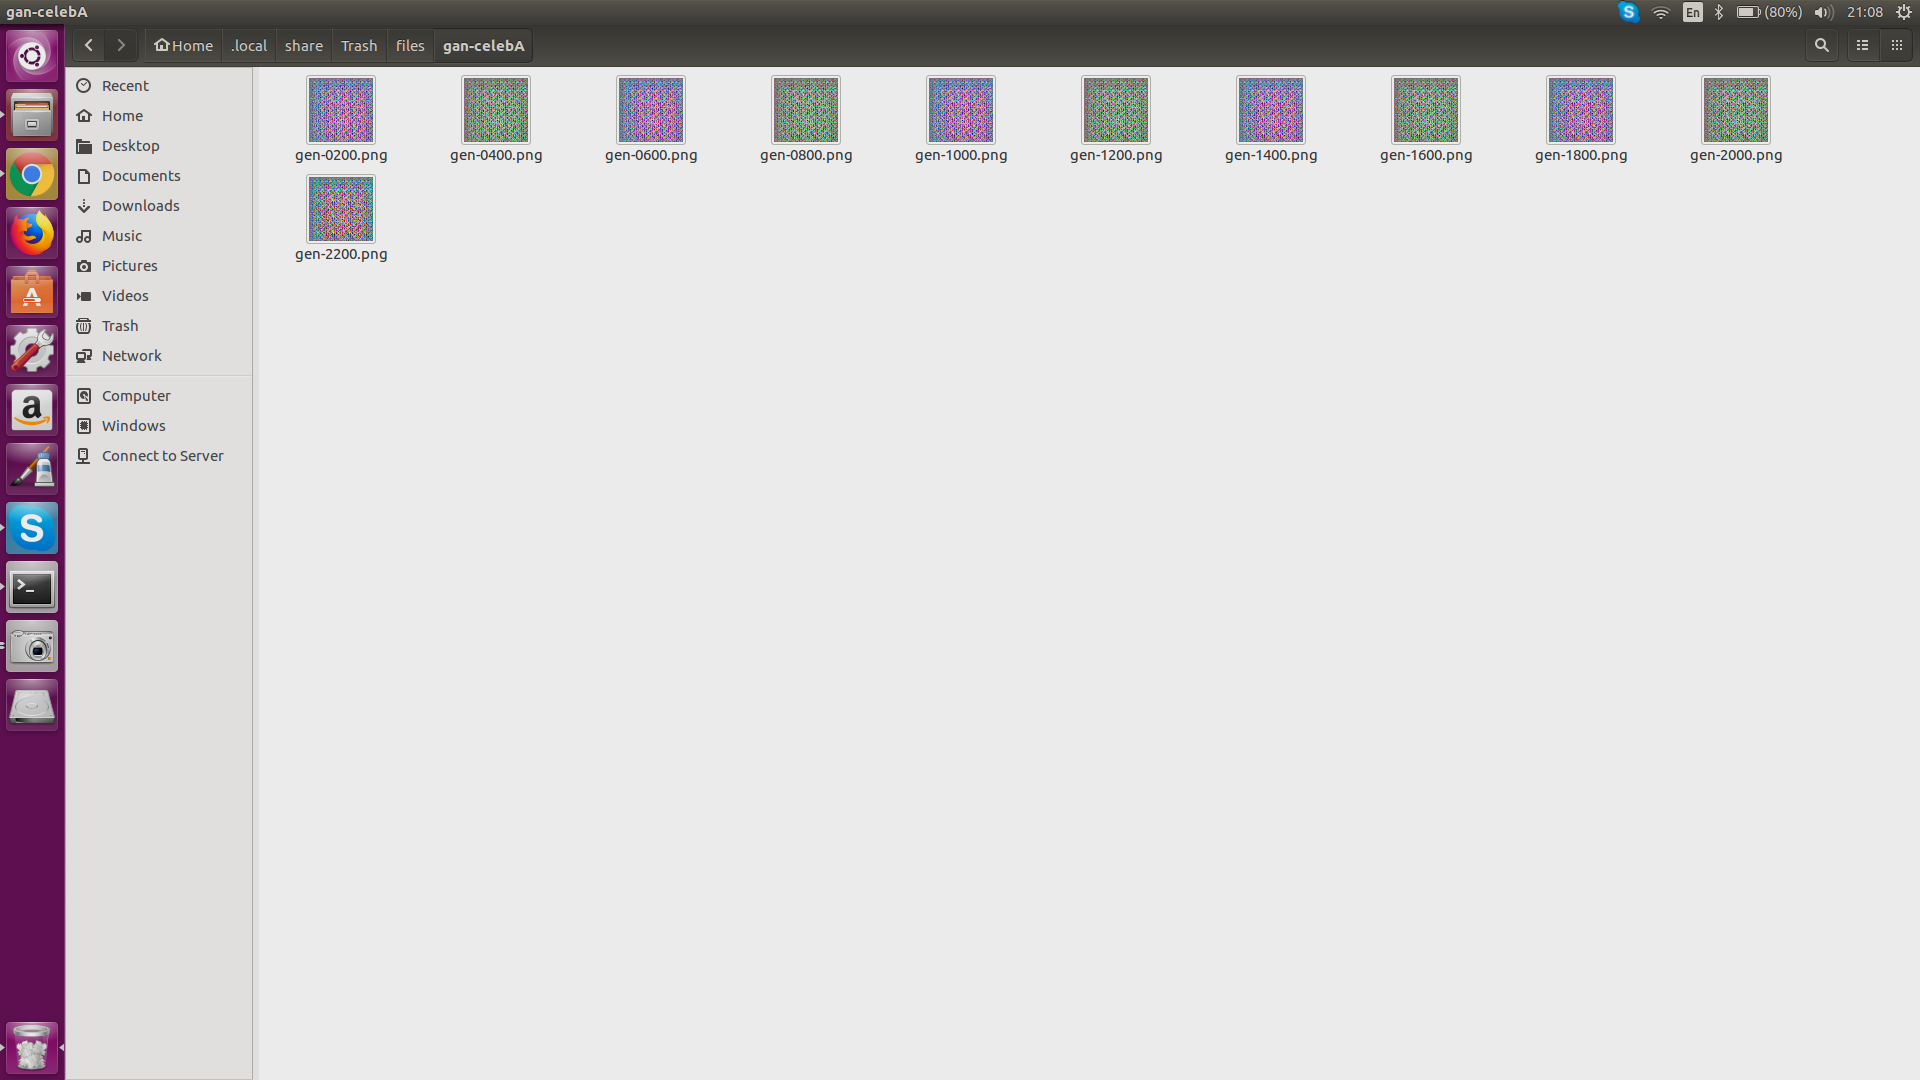 gan-celebA
En
(80%)
21:08
Home
.local
share
Trash
files
gan-celebA
Recent
Home
Desktop
Documents
Downloads
Music
Pictures
Videos
Trash
Network
Computer
Windows
Connect to Server
gen-0200.png
gen-0400.png
gen-0600.png
gen-0800.png
gen-1000.png
gen-1200.png
gen-1400.png
gen-1600.png
gen-1800.png
gen-2000.png
gen-2200.png